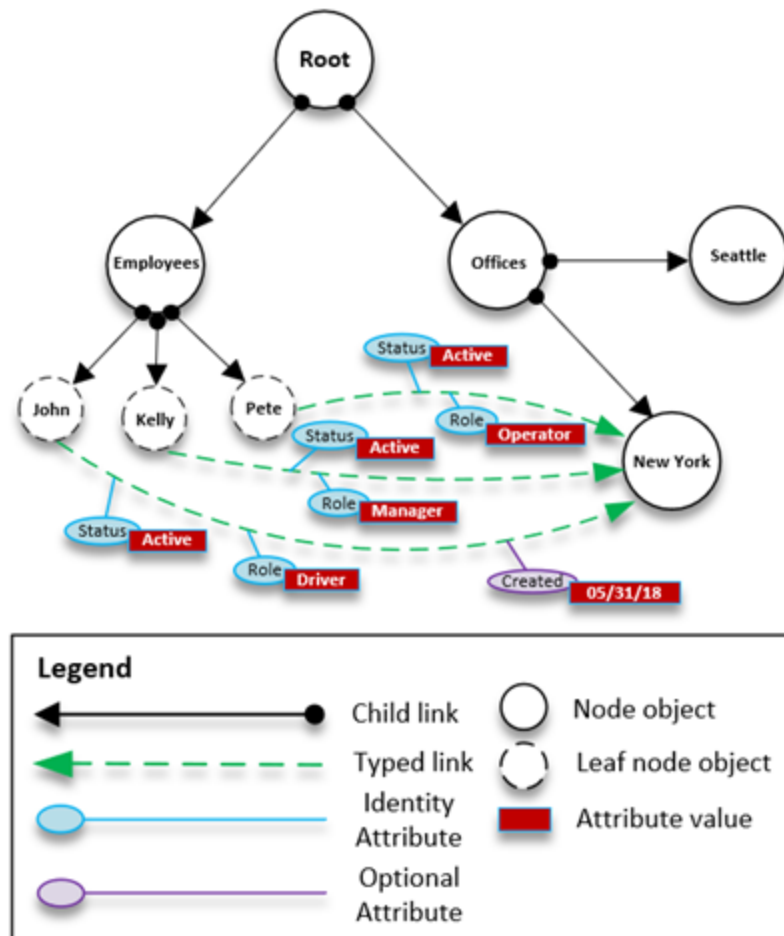 Root
Employees
Offices
Seattle
Status
Active
John
Kelly
Pete
Role
Operator
Status
Active
New York
Role
Manager
Status
Active
Role
Driver
Created
05/31/18
Legend
Child link
Node object
Typed link
Leaf node object
Identity
Attribute
Attribute value
Optional
Attribute